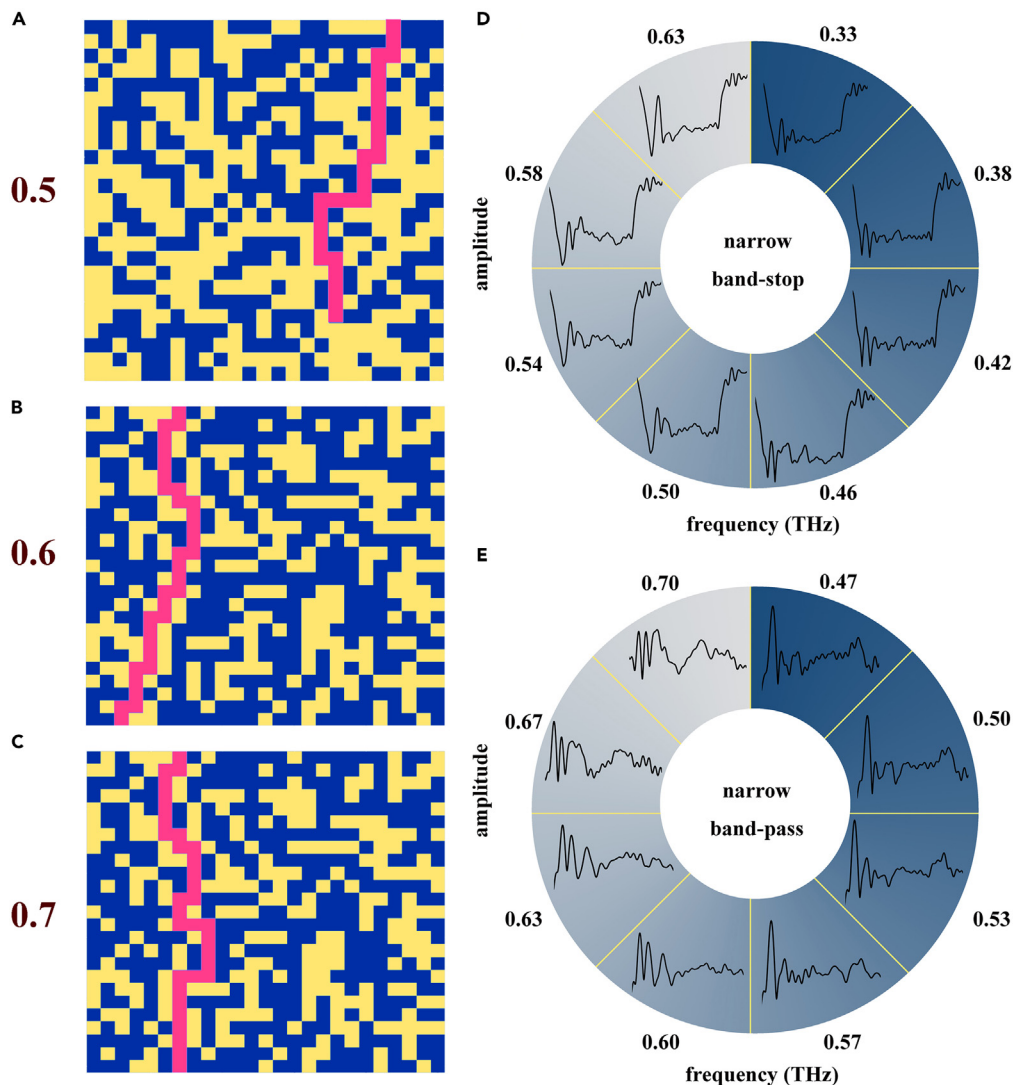 A
0.5
B
0.6
C
0.7
D
0.63
0.33
0.58
0.38
amplitude
narrow
band-stop
0.54
0.42
0.50
0.46
frequency (THz)
E
0.70
0.47
0.67
0.50
amplitude
narrow
band-pass
0.63
0.53
0.60
0.57
frequency (THz)